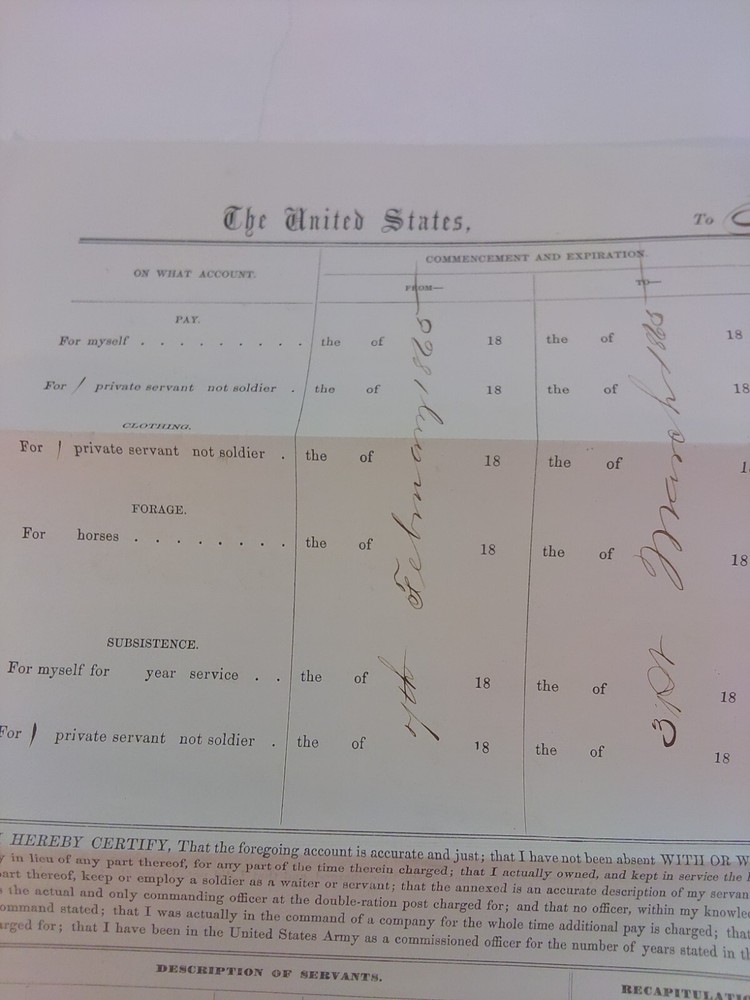 The United States,
To
ON WHAT ACCOUNT.
COMMENCEMENT AND EXPIRATION.
FROM—
TO—
PAY.
For myself . . . . . . . . . the of 18 the of 18
For / private servant not soldier . the of 18 the of 18
CLOTHING.
For / private servant not soldier . the of 18 the of
FORAGE.
For horses . . . . . . . . the of 18 the of 18
SUBSISTENCE.
For myself for year service . . the of 18 the of 18
For / private servant not soldier . the of 18 the of 18
7th February
31st March
HEREBY CERTIFY, That the foregoing account is accurate and just; that I have not been absent WITH OR
in lieu of any part thereof, for any part of the time therein charged; that I actually owned, and kept in service the
part thereof, keep or employ a soldier as a waiter or servant; that the annexed is an accurate description of my servan
the actual and only commanding officer at the double-ration post charged for; and that no officer, within my knowle
ommand stated; that I was actually in the command of a company for the whole time additional pay is charged; that
arged for; that I have been in the United States Army as a commissioned officer for the number of years stated in th
DESCRIPTION OF SERVANTS.
RECAPITULATIO